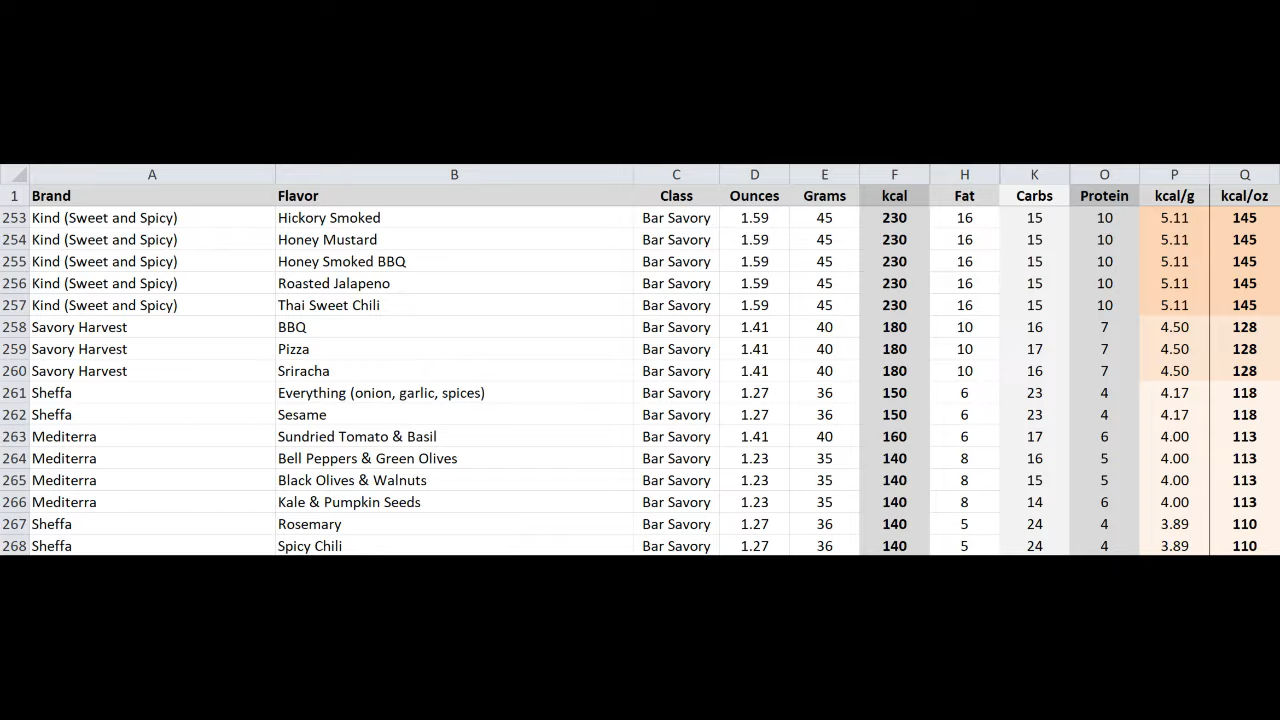 A B C D E F H K O P Q
1 Brand Flavor Class Ounces Grams kcal Fat Carbs Protein kcal/g kcal/oz
253 Kind (Sweet and Spicy) Hickory Smoked Bar Savory 1.59 45 230 16 15 10 5.11 145
254 Kind (Sweet and Spicy) Honey Mustard Bar Savory 1.59 45 230 16 15 10 5.11 145
255 Kind (Sweet and Spicy) Honey Smoked BBQ Bar Savory 1.59 45 230 16 15 10 5.11 145
256 Kind (Sweet and Spicy) Roasted Jalapeno Bar Savory 1.59 45 230 16 15 10 5.11 145
257 Kind (Sweet and Spicy) Thai Sweet Chili Bar Savory 1.59 45 230 16 15 10 5.11 145
258 Savory Harvest BBQ Bar Savory 1.41 40 180 10 16 7 4.50 128
259 Savory Harvest Pizza Bar Savory 1.41 40 180 10 17 7 4.50 128
260 Savory Harvest Sriracha Bar Savory 1.41 40 180 10 16 7 4.50 128
261 Sheffa Everything (onion, garlic, spices) Bar Savory 1.27 36 150 6 23 4 4.17 118
262 Sheffa Sesame Bar Savory 1.27 36 150 6 23 4 4.17 118
263 Mediterra Sundried Tomato & Basil Bar Savory 1.41 40 160 6 17 6 4.00 113
264 Mediterra Bell Peppers & Green Olives Bar Savory 1.23 35 140 8 16 5 4.00 113
265 Mediterra Black Olives & Walnuts Bar Savory 1.23 35 140 8 15 5 4.00 113
266 Mediterra Kale & Pumpkin Seeds Bar Savory 1.23 35 140 8 14 6 4.00 113
267 Sheffa Rosemary Bar Savory 1.27 36 140 5 24 4 3.89 110
268 Sheffa Spicy Chili Bar Savory 1.27 36 140 5 24 4 3.89 110